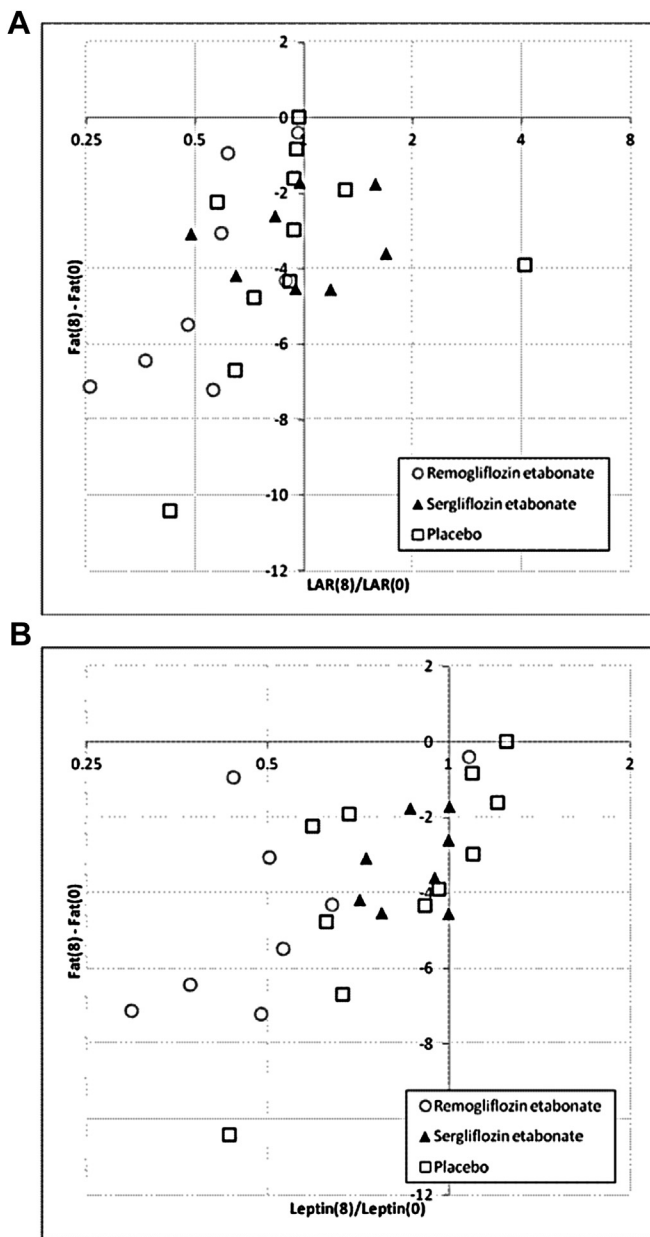 A
2
0
0.25
0.5
1
2
4
8
-2
-4
-6
-8
-10
-12
Fat(8) - Fat(0)
Remogliflozin etabonate
Sergliflozin etabonate
Placebo
LAR(8)/LAR(0)
B
2
0
0.25
0.5
1
2
-2
-4
-6
-8
-12
Fat(8) - Fat(0)
Remogliflozin etabonate
Sergliflozin etabonate
Placebo
Leptin(8)/Leptin(0)